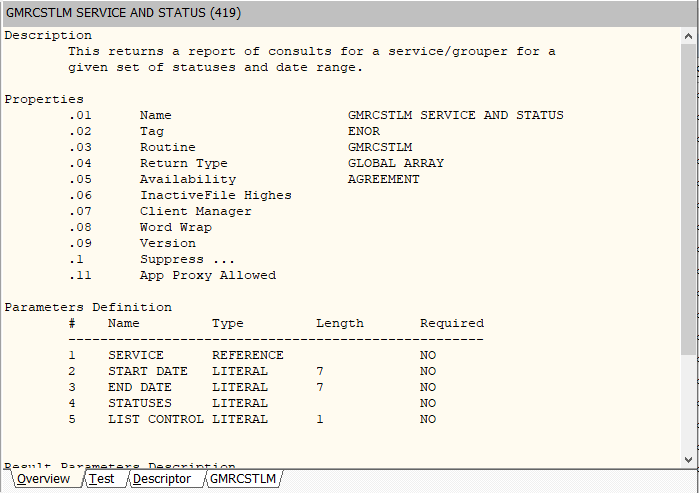 GMRCSTLM SERVICE AND STATUS (419)
Description
This returns a report of consults for a service/grouper for a
given set of statuses and date range.
Properties
.01 Name GMRCSTLM SERVICE AND STATUS
.02 Tag ENOR
.03 Routine GMRCSTLM
.04 Return Type GLOBAL ARRAY
.05 Availability AGREEMENT
.06 InactiveFile Highes
.07 Client Manager
.08 Word Wrap
.09 Version
.1 Suppress ...
.11 App Proxy Allowed
Parameters Definition
# Name Type Length Required
1 SERVICE REFERENCE NO
2 START DATE LITERAL 7 NO
3 END DATE LITERAL 7 NO
4 STATUSES LITERAL NO
5 LIST CONTROL LITERAL 1 NO
Result Parameters Description
Overview Test Descriptor GMRCSTLM